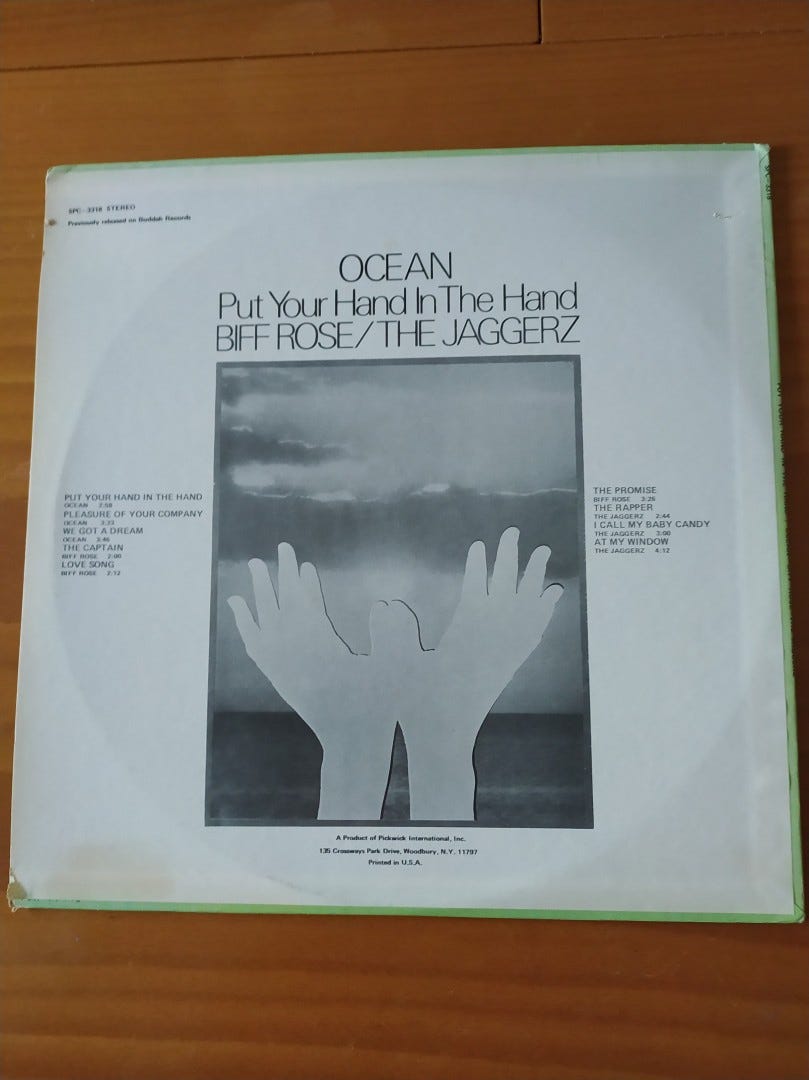 SPC-3318 STEREO
Previously released on Buddah Records
OCEAN
Put Your Hand In The Hand
BIFF ROSE/THE JAGGERZ
PUT YOUR HAND IN THE HAND
OCEAN 2:58
PLEASURE OF YOUR COMPANY
OCEAN 3:33
WE GOT A DREAM
OCEAN 3:46
THE CAPTAIN
BIFF ROSE 2:00
LOVE SONG
BIFF ROSE 2:12
THE PROMISE
BIFF ROSE 3:26
THE RAPPER
THE JAGGERZ 2:44
I CALL MY BABY CANDY
THE JAGGERZ 3:00
AT MY WINDOW
THE JAGGERZ 4:12
A Product of Pickwick International, Inc.
135 Crossways Park Drive, Woodbury, N.Y. 11797
Printed in U.S.A.